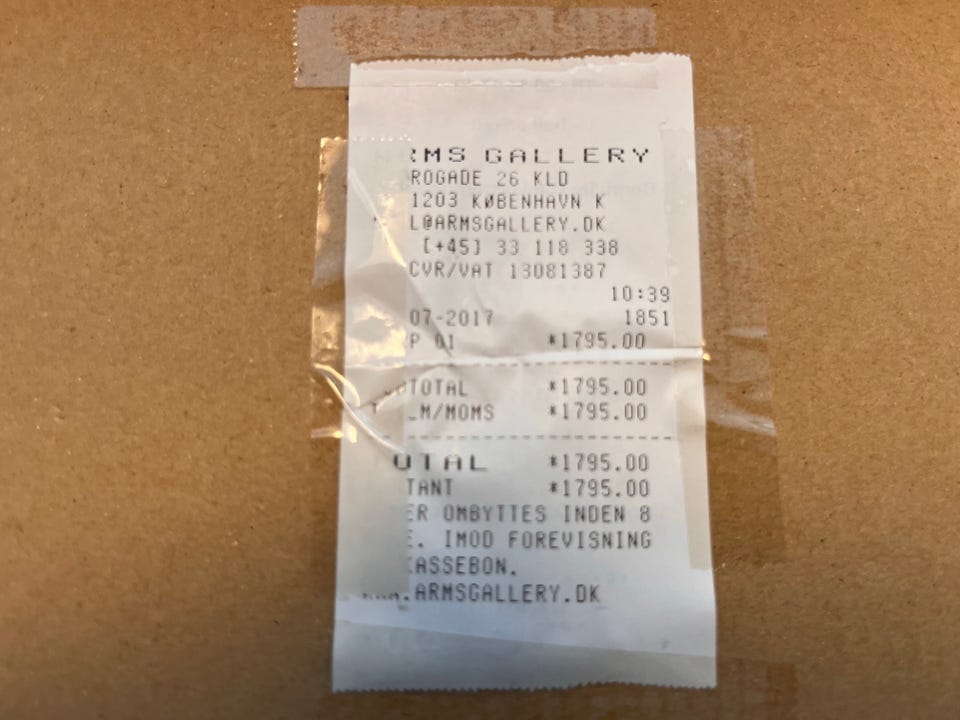 RMS GALLERY
ROGADE 26 KLD
1203 KØBENHAVN K
L@ARMSGALLERY.DK
[+45] 33 118 338
CVR/VAT 13081387
10:39
07-2017 1851
P 01 *1795.00
TOTAL *1795.00
M/MOMS *1795.00
OTAL *1795.00
TANT *1795.00
ER OMBYTTES INDEN 8
E. IMOD FOREVISNING
ASSEBON.
.ARMSGALLERY.DK